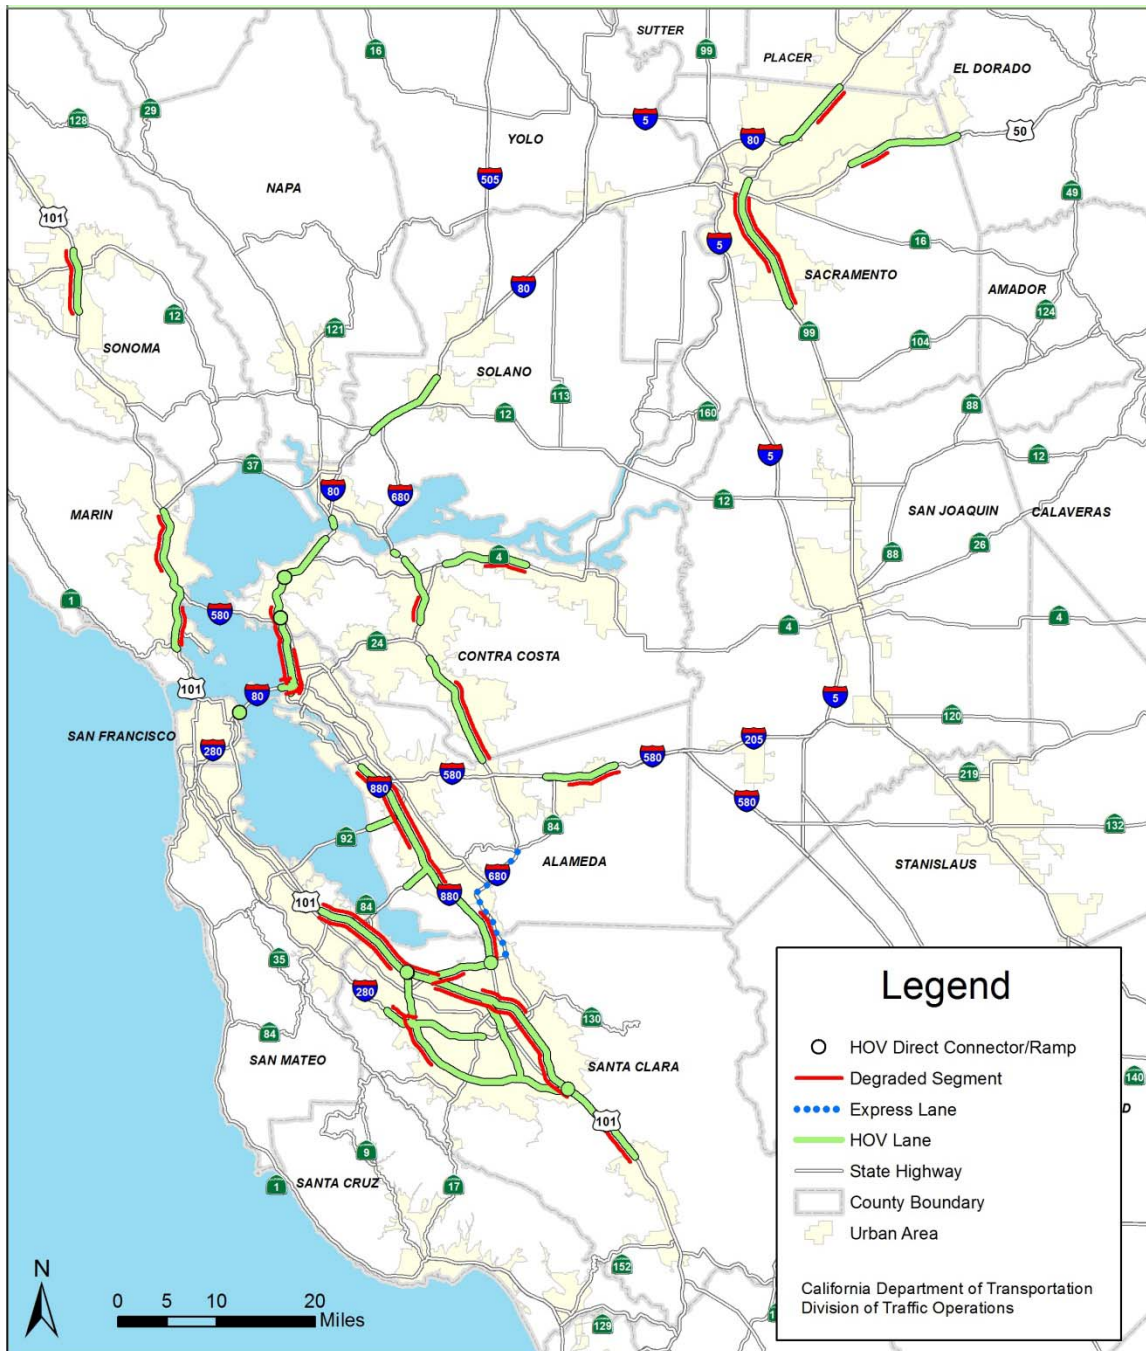 SUTTER
16
99
PLACER
EL DORADO
29
128
5
YOLO
80
50
NAPA
505
49
101
5
16
SACRAMENTO
80
AMADOR
12
121
99
124
SONOMA
104
SOLANO
113
12
160
88
5
12
37
80
680
12
MARIN
SAN JOAQUIN
CALAVERAS
26
88
4
1
580
4
4
24
CONTRA COSTA
101
80
5
SAN FRANCISCO
120
280
205
580
580
219
880
580
84
132
92
ALAMEDA
STANISLAUS
680
880
101
84
35
280
130
84
SAN MATEO
SANTA CLARA
140
D
101
9
1
SANTA CRUZ
17
152
129
N
0 5 10 20
Miles
Legend
HOV Direct Connector/Ramp
Degraded Segment
Express Lane
HOV Lane
State Highway
County Boundary
Urban Area
California Department of Transportation
Division of Traffic Operations